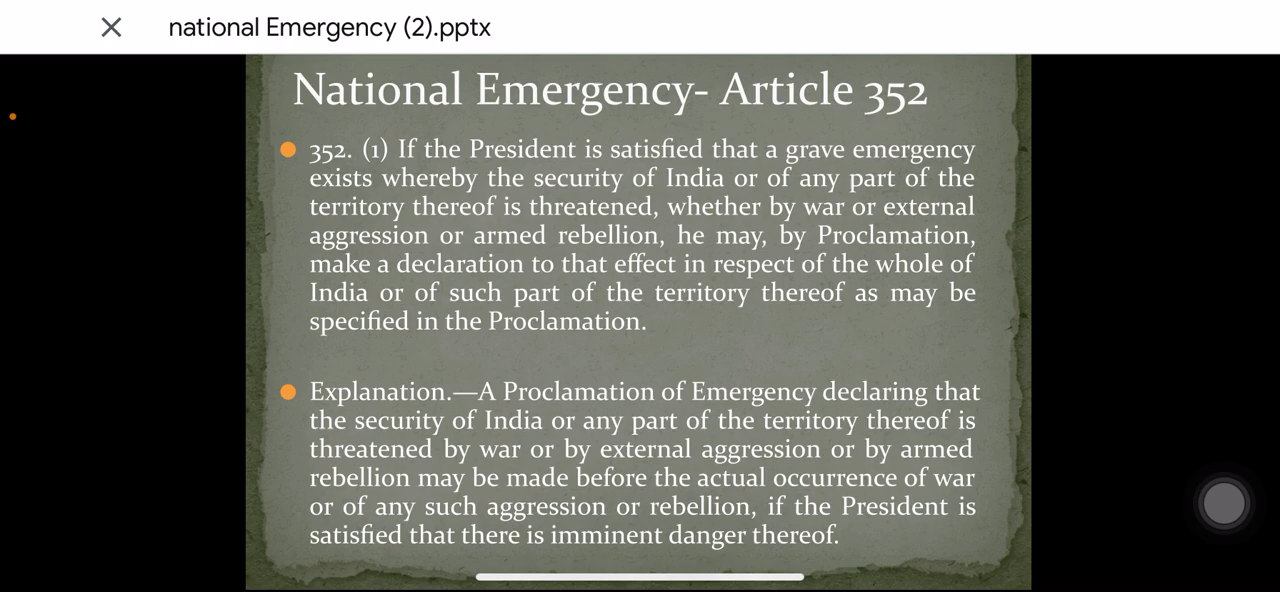 national Emergency (2).pptx
National Emergency- Article 352
352. (1) If the President is satisfied that a grave emergency
exists whereby the security of India or of any part of the
territory thereof is threatened, whether by war or external
aggression or armed rebellion, he may, by Proclamation,
make a declaration to that effect in respect of the whole of
India or of such part of the territory thereof as may be
specified in the Proclamation.
Explanation.—A Proclamation of Emergency declaring that
the security of India or any part of the territory thereof is
threatened by war or by external aggression or by armed
rebellion may be made before the actual occurrence of war
or of any such aggression or rebellion, if the President is
satisfied that there is imminent danger thereof.